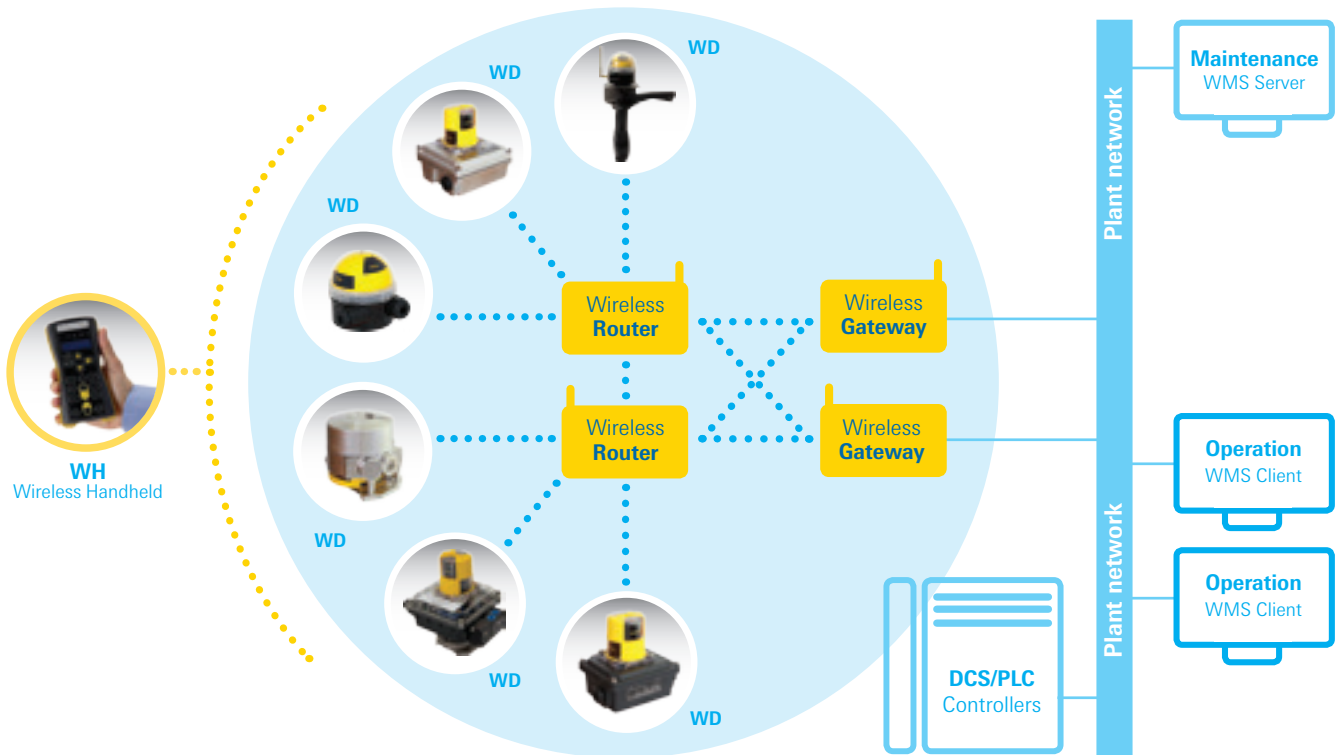 WD
WD
WD
WD
WD
WD
WH
Wireless Handheld
Wireless
Router
Wireless
Router
Wireless
Gateway
Wireless
Gateway
Plant network
Plant network
Maintenance
WMS Server
Operation
WMS Client
Operation
WMS Client
DCS/PLC
Controllers